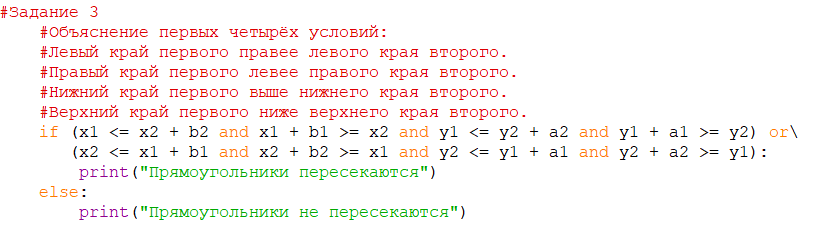 #Задание 3
#Объяснение первых четырёх условий:
#Левый край первого правее левого края второго.
#Правый край первого левее правого края второго.
#Нижний край первого выше нижнего края второго.
#Верхний край первого ниже верхнего края второго.
if (x1 <= x2 + b2 and x1 + b1 >= x2 and y1 <= y2 + a2 and y1 + a1 >= y2) or\
(x2 <= x1 + b1 and x2 + b2 >= x1 and y2 <= y1 + a1 and y2 + a2 >= y1):
print("Прямоугольники пересекаются")
else:
print("Прямоугольники не пересекаются")